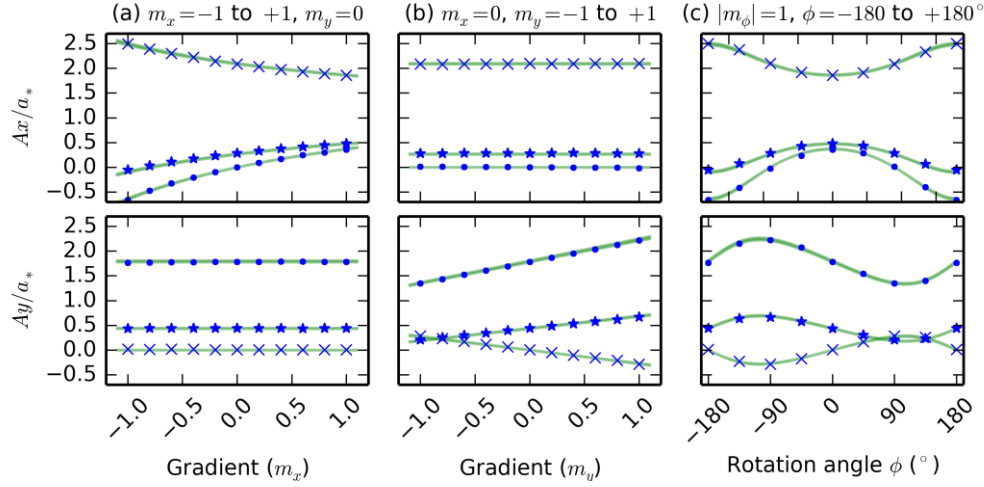 (a) m_x=−1 to +1, m_y=0
(b) m_x=0, m_y=−1 to +1
(c) |m_ϕ|=1, ϕ=−180 to +180°
Ax/a_*
2.5
2.0
1.5
1.0
0.5
0.0
−0.5
Ay/a_*
2.5
2.0
1.5
1.0
0.5
0.0
−0.5
−1.0 −0.5 0.0 0.5 1.0
−1.0 −0.5 0.0 0.5 1.0
−180 −90 0 90 180
Gradient (m_x)
Gradient (m_y)
Rotation angle ϕ (°)